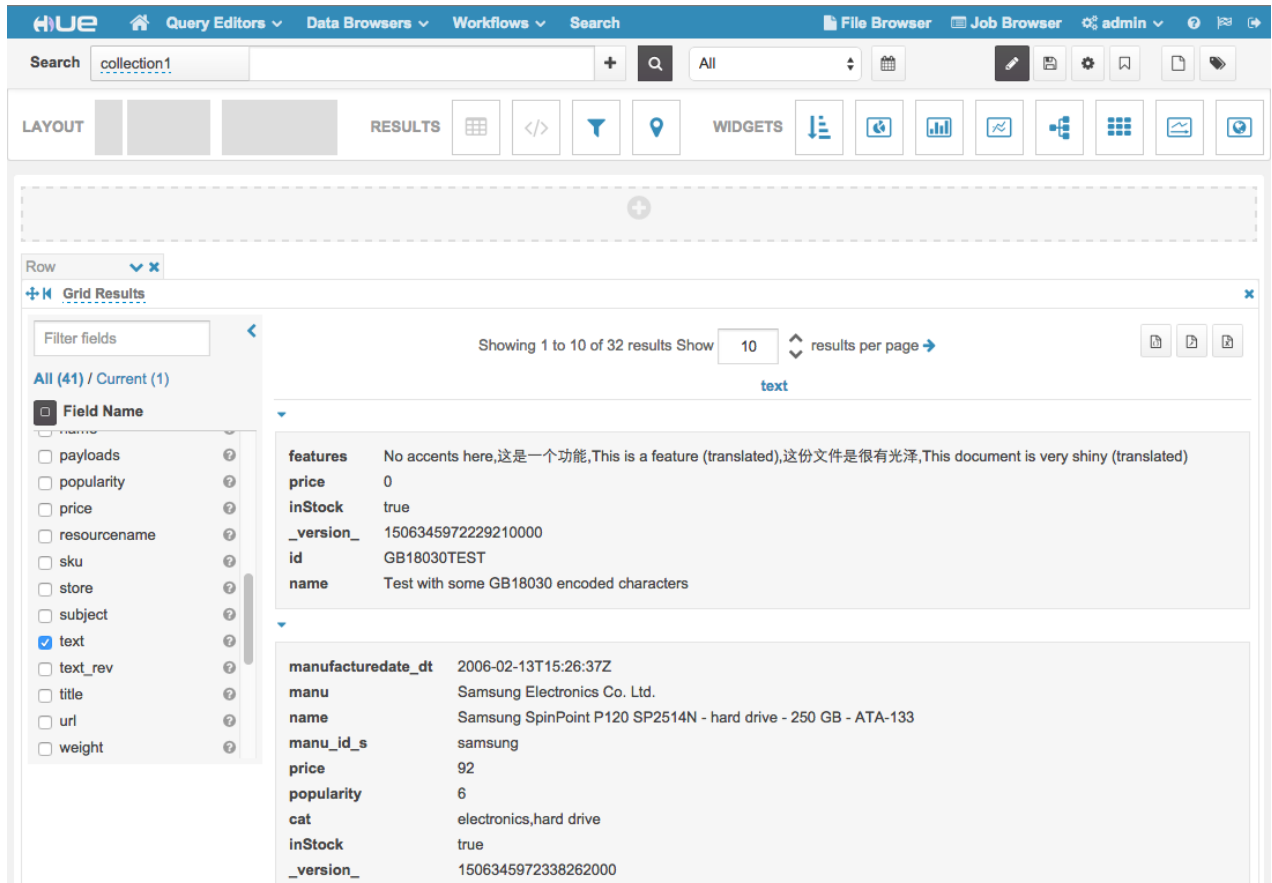 HUE Query Editors Data Browsers Workflows Search File Browser Job Browser admin
Search collection1 All
LAYOUT RESULTS WIDGETS
Row
Grid Results
Filter fields
Showing 1 to 10 of 32 results Show 10 results per page
All (41) / Current (1)
text
Field Name
name
payloads
popularity
price
resourcename
sku
store
subject
text
text_rev
title
url
weight
features No accents here,这是一个功能,This is a feature (translated),这份文件是很有光泽,This document is very shiny (translated)
price 0
inStock true
_version_ 1506345972229210000
id GB18030TEST
name Test with some GB18030 encoded characters
manufacturedate_dt 2006-02-13T15:26:37Z
manu Samsung Electronics Co. Ltd.
name Samsung SpinPoint P120 SP2514N - hard drive - 250 GB - ATA-133
manu_id_s samsung
price 92
popularity 6
cat electronics,hard drive
inStock true
_version_ 1506345972338262000